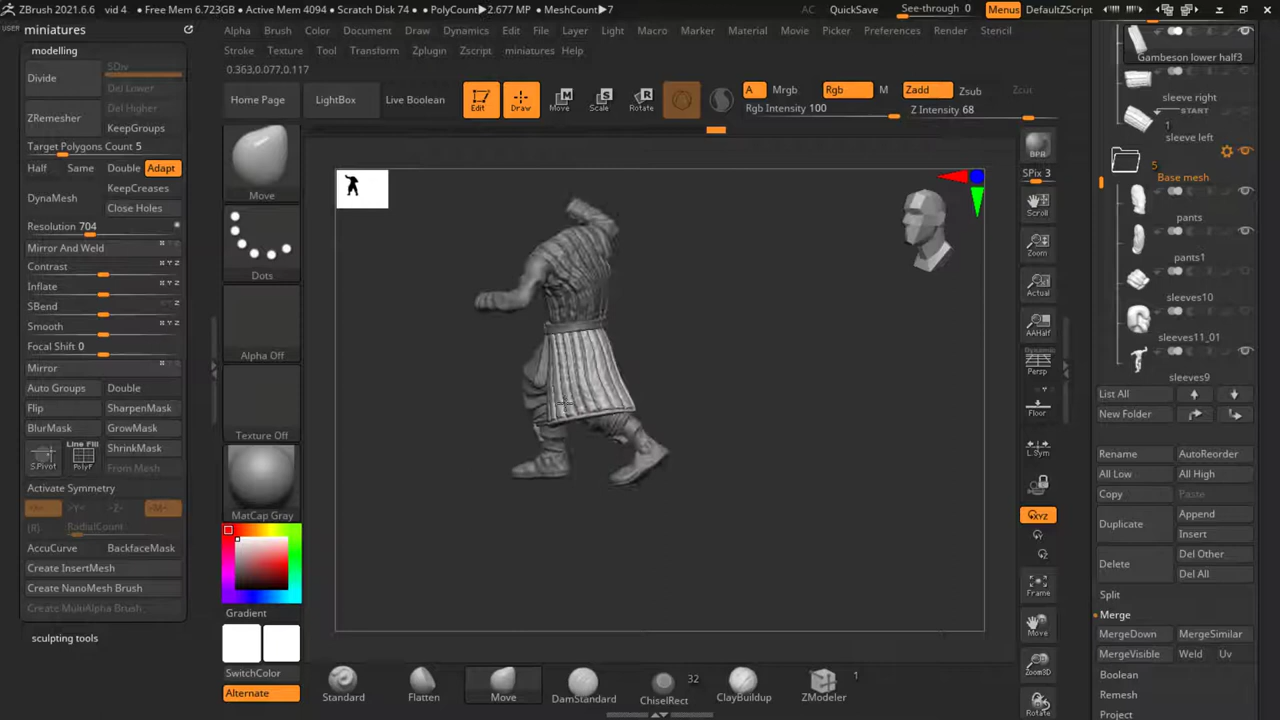 ZBrush 2021.6.6 vid 4 • Free Mem 6.723GB • Active Mem 4094 • Scratch Disk 74 • PolyCount▶2.677 MP • MeshCount▶7
AC QuickSave See-through 0 Menus DefaultZScript
USER miniatures
Alpha Brush Color Document Draw Dynamics Edit File Layer Light Macro Marker Material Movie Picker Preferences Render Stencil
Stroke Texture Tool Transform Zplugin Zscript miniatures Help
0.363,0.077,0.117
Home Page LightBox Live Boolean Edit Draw Move Scale Rotate
A Mrgb Rgb M Zadd Zsub Zcut
Rgb Intensity 100 Z Intensity 68
modelling
SDiv
Divide
Del Lower
Del Higher
ZRemesher
KeepGroups
Target Polygons Count 5
Half Same Double Adapt
KeepCreases
DynaMesh
Close Holes
Resolution 704
Mirror And Weld
Contrast
Inflate
SBend
Smooth
Focal Shift 0
Mirror
Auto Groups Double
Flip SharpenMask
BlurMask GrowMask
S.Pivot Line Fill PolyF ShrinkMask
From Mesh
Activate Symmetry
>X< >Y< >Z< >M<
(R) RadialCount
AccuCurve BackfaceMask
Create InsertMesh
Create NanoMesh Brush
Create MultiAlpha Brush
sculpting tools
Move
Dots
Alpha Off
Texture Off
MatCap Gray
Gradient
SwitchColor
Alternate
Standard Flatten Move DamStandard ChiselRect 32 ClayBuildup ZModeler 1
BPR
SPix 3
Scroll
Zoom
Actual
AAHalf
Dynamic
Persp
Floor
L.Sym
XYZ
Frame
Move
Zoom3D
Rotate
Gambeson lower half3
sleeve right
START
1
sleeve left
5
Base mesh
pants
pants1
sleeves10
sleeves11_01
sleeves9
List All
New Folder
Rename AutoReorder
All Low All High
Copy Paste
Duplicate Append
Insert
Delete Del Other
Del All
Split
Merge
MergeDown MergeSimilar
MergeVisible Weld Uv
Boolean
Remesh
Project